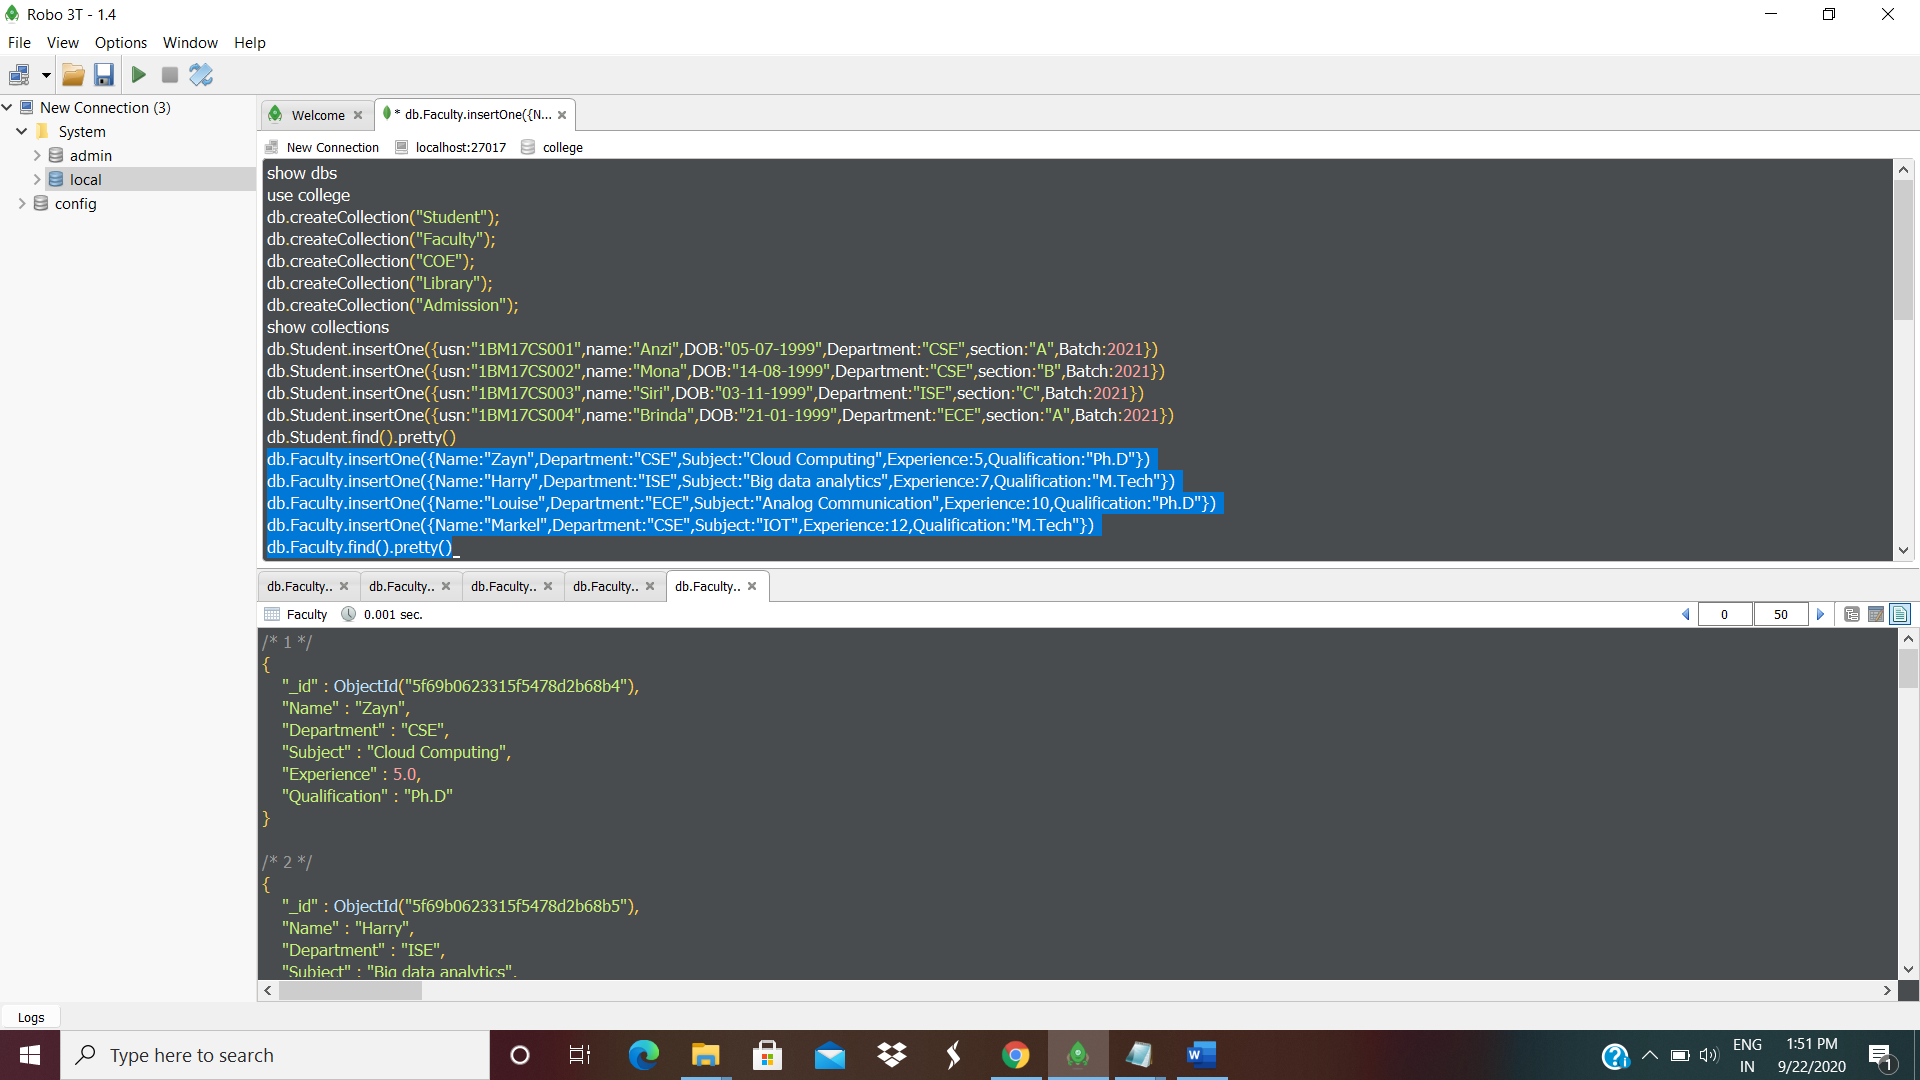 Robo 3T - 1.4
File View Options Window Help
New Connection (3)
System
admin
local
config
Welcome
* db.Faculty.insertOne({N...
New Connection localhost:27017 college
show dbs
use college
db.createCollection("Student");
db.createCollection("Faculty");
db.createCollection("COE");
db.createCollection("Library");
db.createCollection("Admission");
show collections
db.Student.insertOne({usn:"1BM17CS001",name:"Anzi",DOB:"05-07-1999",Department:"CSE",section:"A",Batch:2021})
db.Student.insertOne({usn:"1BM17CS002",name:"Mona",DOB:"14-08-1999",Department:"CSE",section:"B",Batch:2021})
db.Student.insertOne({usn:"1BM17CS003",name:"Siri",DOB:"03-11-1999",Department:"ISE",section:"C",Batch:2021})
db.Student.insertOne({usn:"1BM17CS004",name:"Brinda",DOB:"21-01-1999",Department:"ECE",section:"A",Batch:2021})
db.Student.find().pretty()
db.Faculty.insertOne({Name:"Zayn",Department:"CSE",Subject:"Cloud Computing",Experience:5,Qualification:"Ph.D"})
db.Faculty.insertOne({Name:"Harry",Department:"ISE",Subject:"Big data analytics",Experience:7,Qualification:"M.Tech"})
db.Faculty.insertOne({Name:"Louise",Department:"ECE",Subject:"Analog Communication",Experience:10,Qualification:"Ph.D"})
db.Faculty.insertOne({Name:"Markel",Department:"CSE",Subject:"IOT",Experience:12,Qualification:"M.Tech"})
db.Faculty.find().pretty()
db.Faculty.. db.Faculty.. db.Faculty.. db.Faculty.. db.Faculty..
Faculty 0.001 sec. 0 50
/* 1 */
{
"_id" : ObjectId("5f69b0623315f5478d2b68b4"),
"Name" : "Zayn",
"Department" : "CSE",
"Subject" : "Cloud Computing",
"Experience" : 5.0,
"Qualification" : "Ph.D"
}
/* 2 */
{
"_id" : ObjectId("5f69b0623315f5478d2b68b5"),
"Name" : "Harry",
"Department" : "ISE",
"Subject" : "Big data analytics",
Logs
Type here to search
ENG
IN
1:51 PM
9/22/2020
1